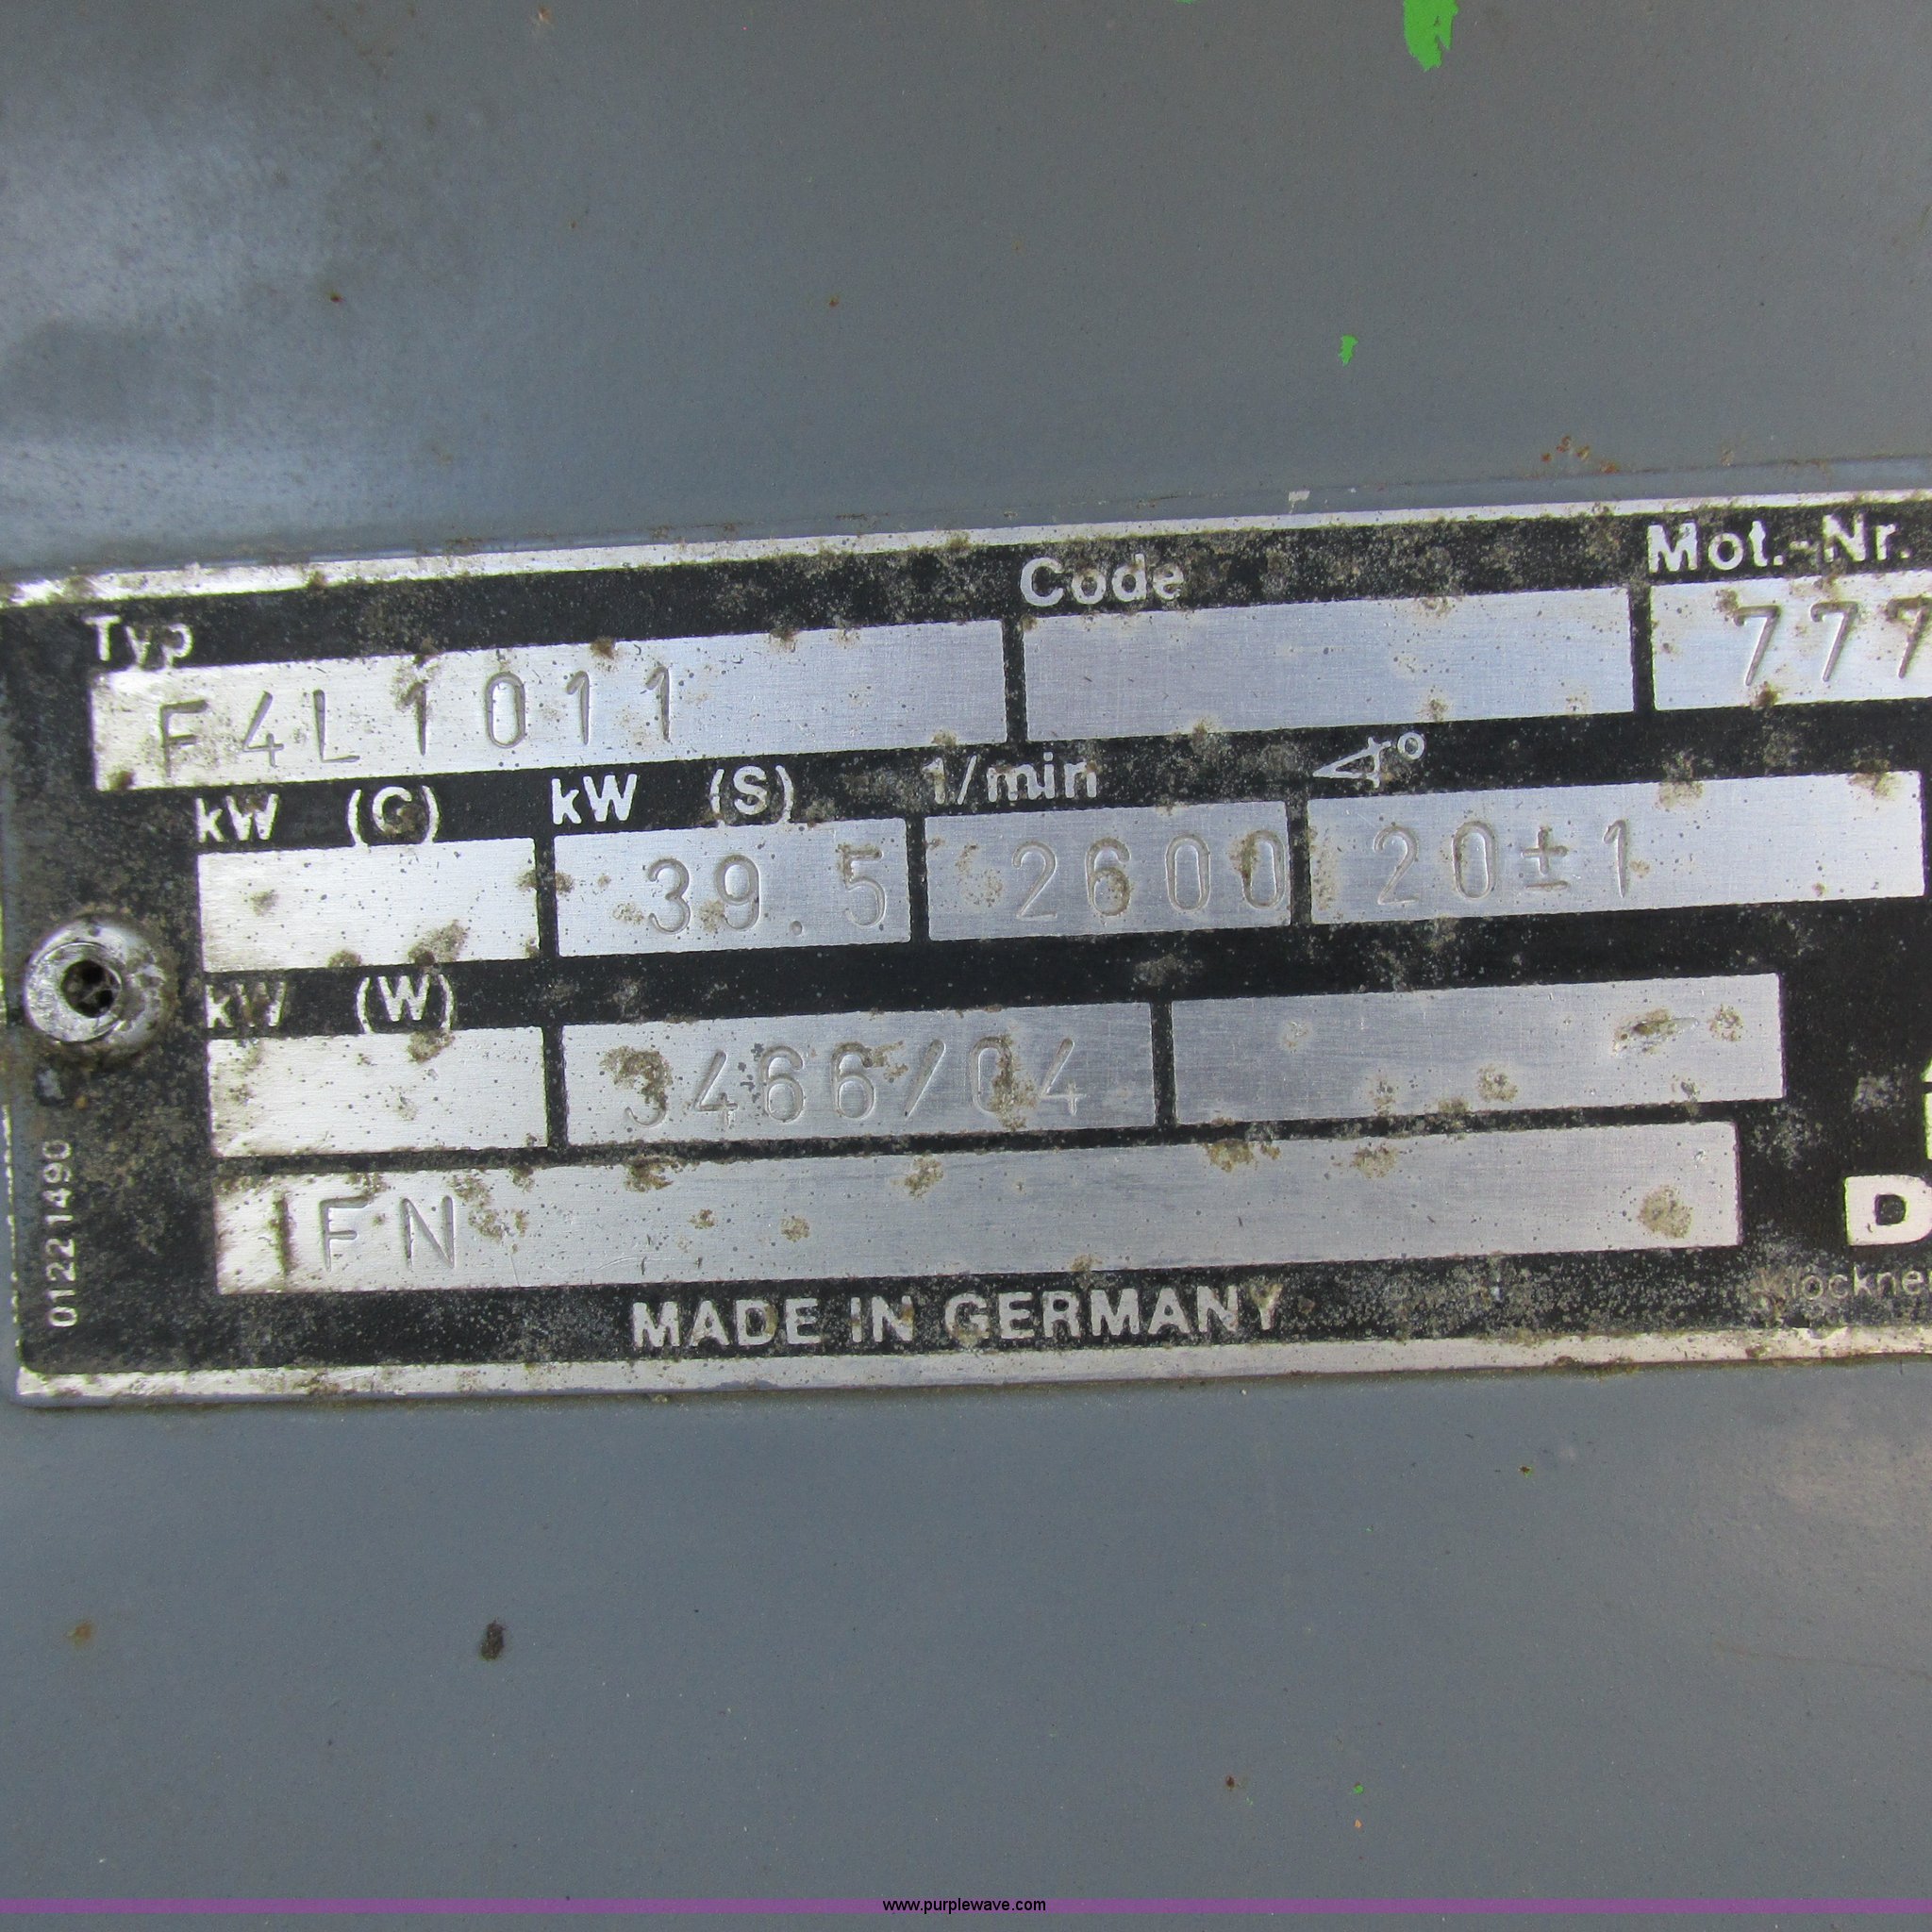 Typ Code Mot.-Nr.
F4L1011 777
kW (G) kW (S) 1/min ∢°
39.5 2600 20±1
kW (W)
3466/04
IFN
01221490
MADE IN GERMANY
www.purplewave.com